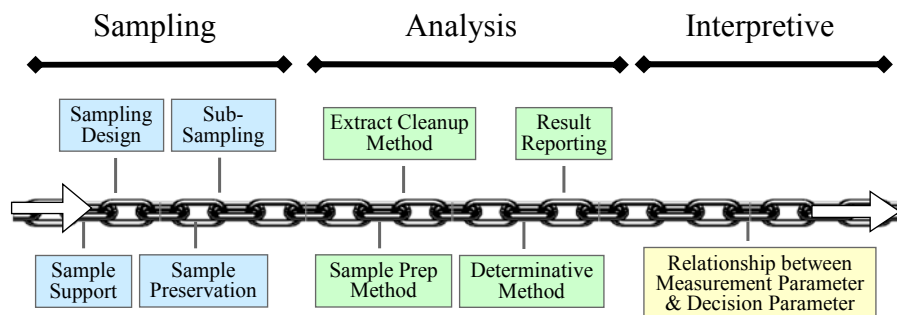 Sampling
Analysis
Interpretive
Sampling
Design
Sub-
Sampling
Extract Cleanup
Method
Result
Reporting
Sample
Support
Sample
Preservation
Sample Prep
Method
Determinative
Method
Relationship between
Measurement Parameter
& Decision Parameter